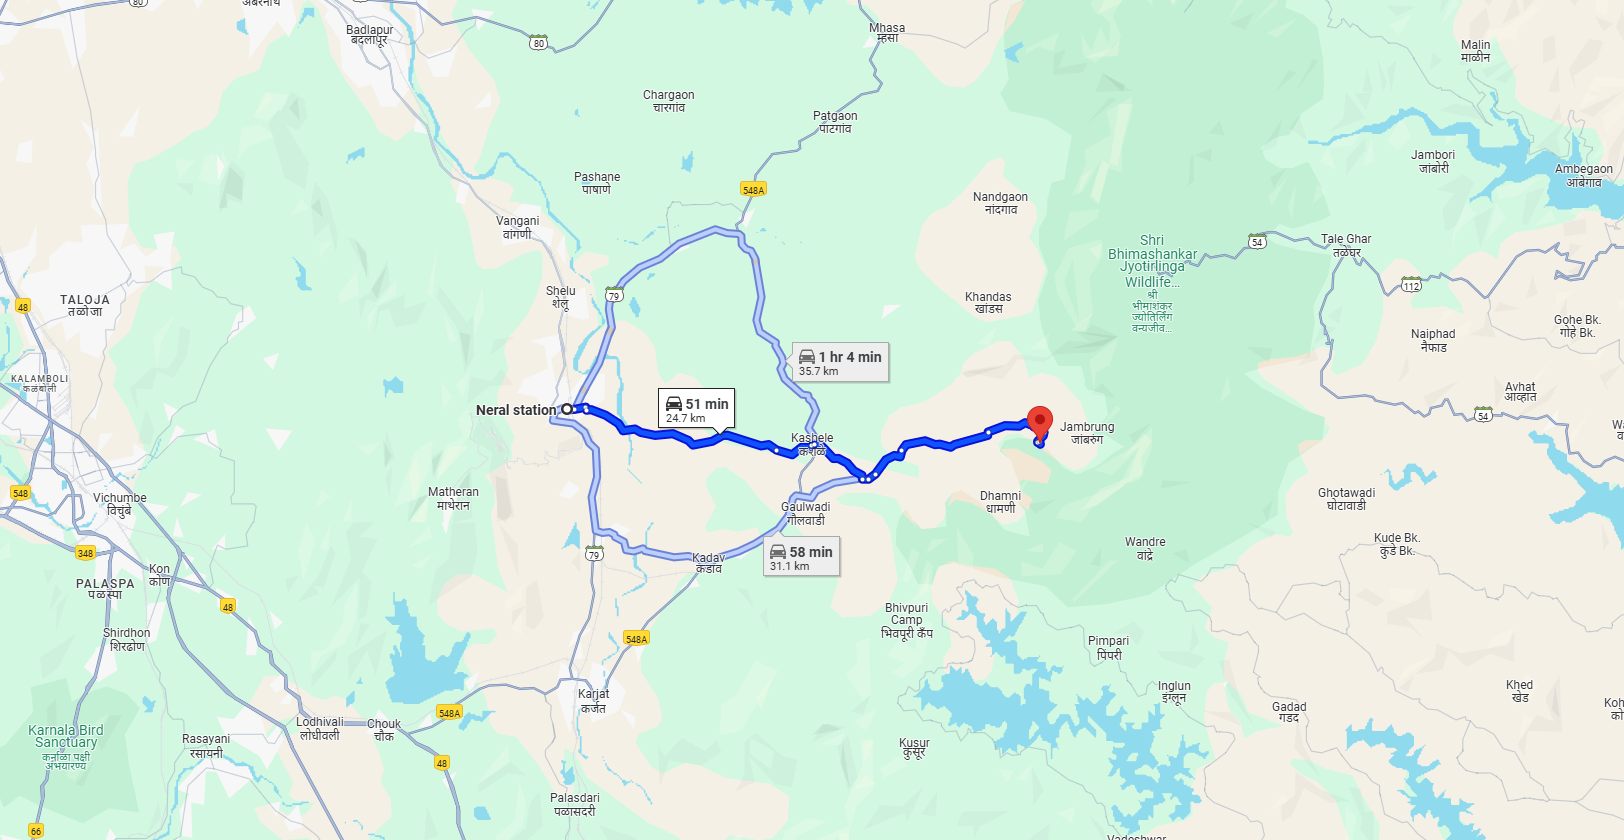 80
अंबरनाथ
Badlapur
बदलापूर
80
Mhasa
म्हसा
Malin
माळीन
Chargaon
चारगांव
Patgaon
पाटगांव
Jambori
जांबोरी
Ambegaon
आंबेगाव
Pashane
पाषाणे
548A
Nandgaon
नांदगाव
Vangani
वांगणी
Shri
Bhimashankar
Jyotirlinga
Wildlife...
श्री
भीमाशंकर
ज्योतिर्लिंग
वन्यजीव...
54
Tale Ghar
तळेघर
112
48
TALOJA
तळोजा
Shelu
शेलू
79
Khandas
खांडस
Gohe Bk.
गोहे Bk.
Naiphad
नैफाड
1 hr 4 min
35.7 km
KALAMBOLI
कळंबोली
Avhat
आव्हात
54
Neral station
51 min
24.7 km
Kashele
कशेळे
Jambrung
जांबरुंग
548
Vichumbe
विचुंबे
Matheran
माथेरान
Gaulwadi
गौलवाडी
Dhamni
धामणी
Ghotawadi
घोटावाडी
348
79
Kadav
कडाव
58 min
31.1 km
Wandre
वांद्रे
Kude Bk.
कुडे Bk.
PALASPA
पळस्पा
Kon
कोण
48
Bhivpuri
Camp
भिवपूरी कॅंप
Shirdhon
शिरढोण
548A
Pimpari
पिंपरी
Karjat
कर्जत
Inglun
इंग्लून
Khed
खेड
Gadad
गडद
Karnala Bird
Sanctuary
कर्नाळा पक्षी
अभयारण्य
Lodhivali
लोधीवली
Chouk
चौक
548A
Rasayani
रसायनी
48
Kusur
कुसूर
Palasdari
पळासदरी
66
Vadeshwar